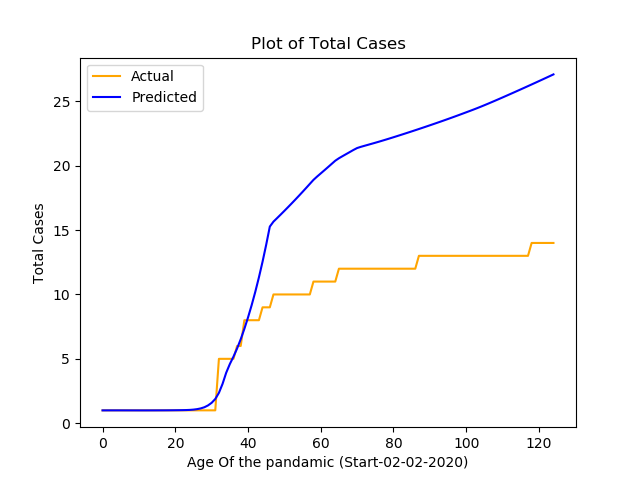 Plot of Total Cases
Actual
Predicted
Total Cases
25
20
15
10
5
0
0 20 40 60 80 100 120
Age Of the pandamic (Start-02-02-2020)